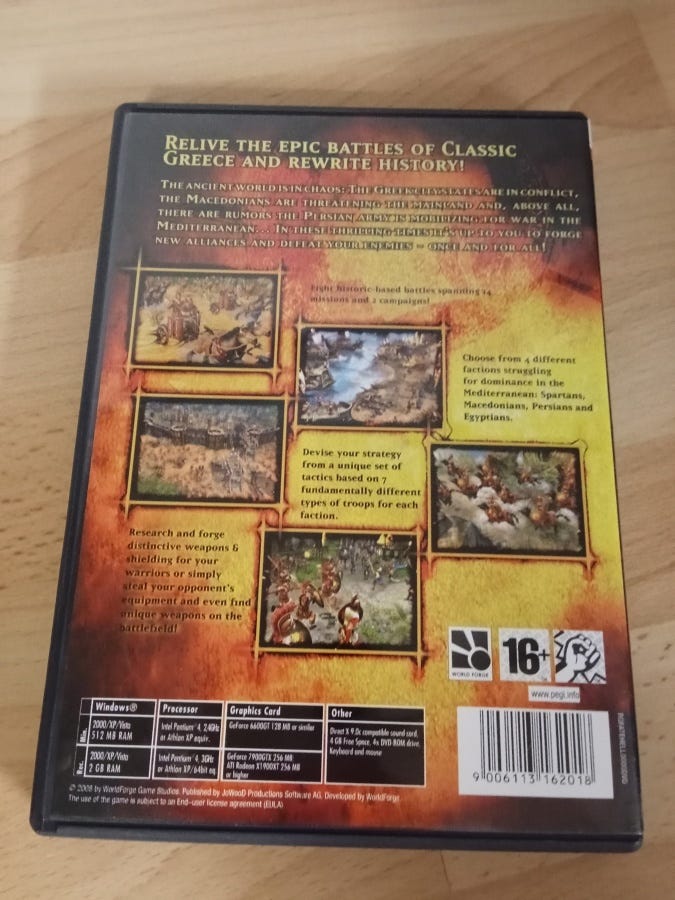 RELIVE THE EPIC BATTLES OF CLASSIC
GREECE AND REWRITE HISTORY!
THE ANCIENT WORLD IS IN CHAOS: THE GREEK CITY STATES ARE IN CONFLICT,
THE MACEDONIANS ARE THREATENING THE MAINLAND AND, ABOVE ALL,
THERE ARE RUMORS THE PERSIAN ARMY IS MOBILIZING FOR WAR IN THE
MEDITERRANEAN... IN THESE THRILLING TIMES IT'S UP TO YOU TO FORGE
NEW ALLIANCES AND DEFEAT YOUR ENEMIES – ONCE AND FOR ALL!
Fight historic-based battles spanning 14
missions and 2 campaigns!
Choose from 4 different
factions struggling
for dominance in the
Mediterranean: Spartans,
Macedonians, Persians and
Egyptians.
Devise your strategy
from a unique set of
tactics based on 7
fundamentally different
types of troops for each
faction.
Research and forge
distinctive weapons &
shielding for your
warriors or simply
steal your opponent's
equipment and even find
unique weapons on the
battlefield!
WORLD FORGE
16+
www.pegi.info
Windows® Processor Graphics Card Other
Min. 2000/XP/Vista
512 MB RAM
Intel Pentium 4, 2,4GHz
or Athlon XP equiv.
GeForce 6600GT 128 MB or similar
Direct X 9.0c compatible sound card,
4 GB Free Space, 4x DVD-ROM drive,
Keyboard and mouse
Rec. 2000/XP/Vista
2 GB RAM
Intel Pentium 4, 3GHz
or Athlon XP/64bit eq.
GeForce 7900GTX 256 MB
ATI Radeon X1900XT 256 MB
or higher
9 006113 162018
© 2008 by WorldForge Game Studios. Published by JoWooD Productions Software AG. Developed by WorldForge.
The use of the game is subject to an End-user license agreement (EULA)